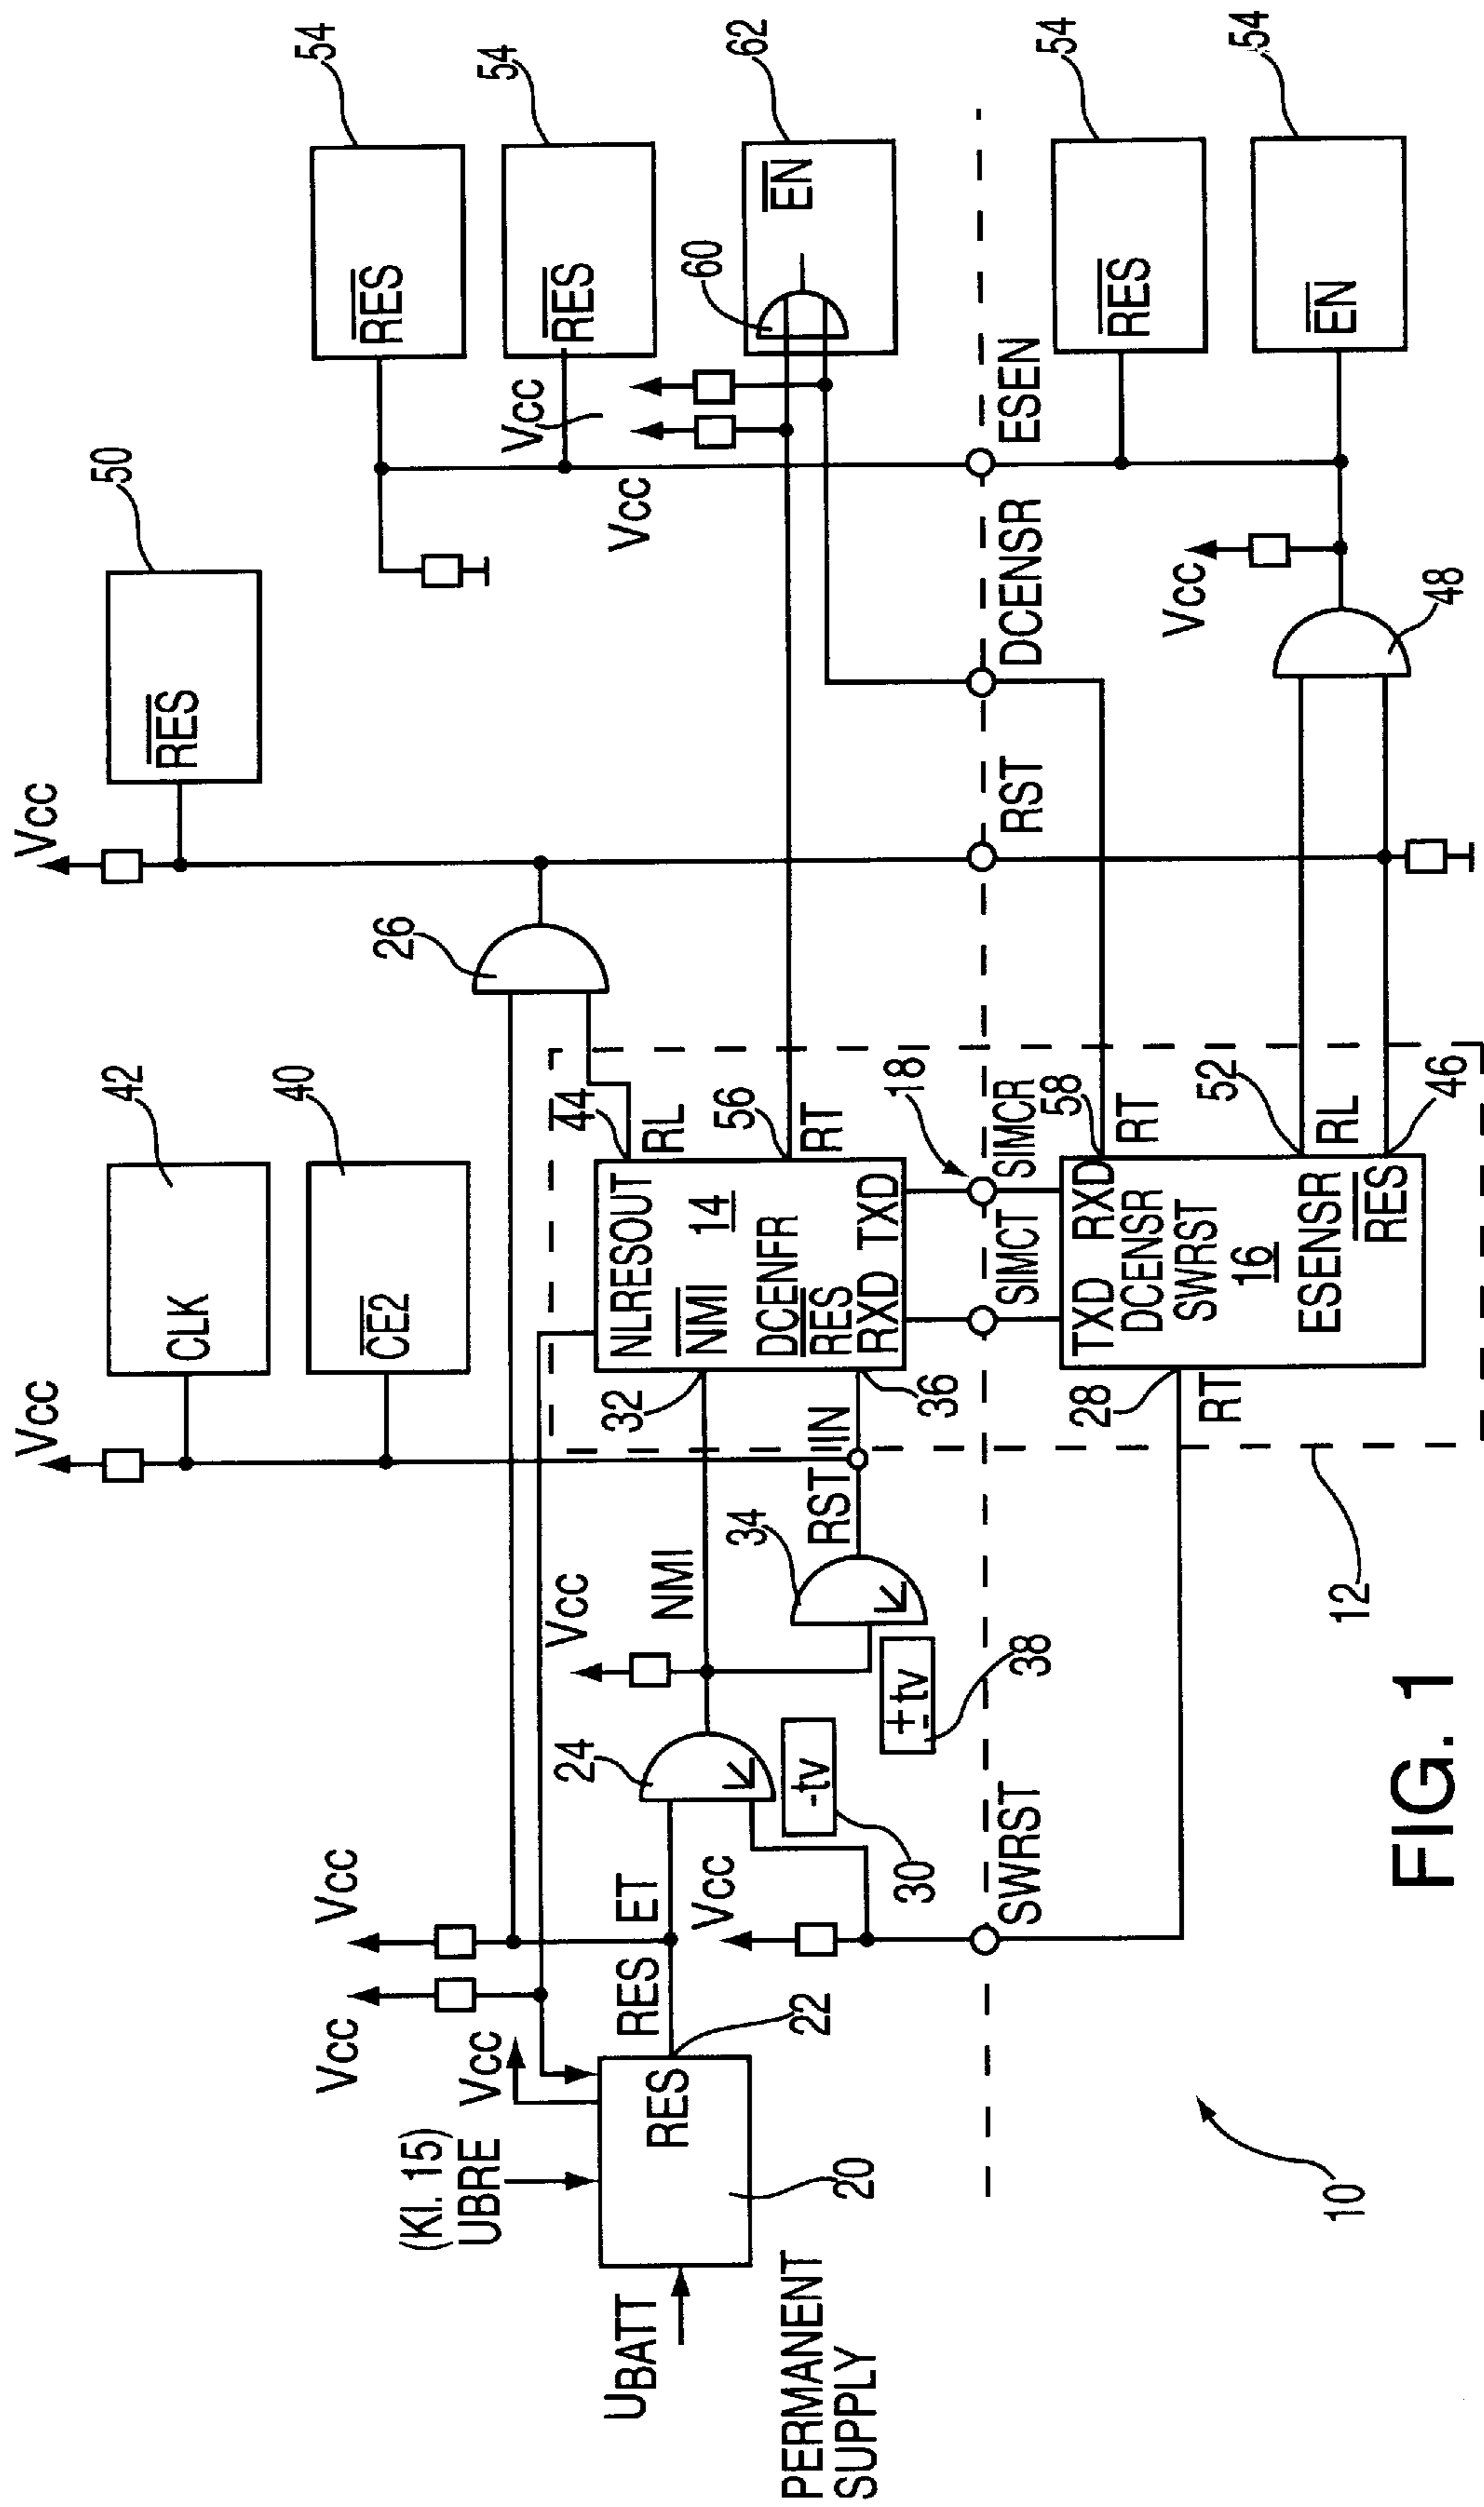 54
54
62
54
54
RES
RES
EN
60
RES
EN
50
RES
Vcc
Vcc
ESEN
Vcc
DCENSR
48
Vcc
RST
26
42
40
44
RL
56
RT
18
SIMCR
58
RT
52
RL
46
CLK
CE2
NLRESOUT
14
NMI
DCENFR
RES
RXD TXD
SIMCT
TXD RXD
DCENSR
SWRST
16
ESENSR
RES
Vcc
32
IN
36
28
RT
NMI
34
RST
Vcc
12
24
-tv
±tv
38
30
Vcc
ET
Vcc
SWRST
RES
22
Vcc
Vcc
(Kl. 15)
UBRE
RES
20
10
UBATT
PERMANENT
SUPPLY
FIG. 1